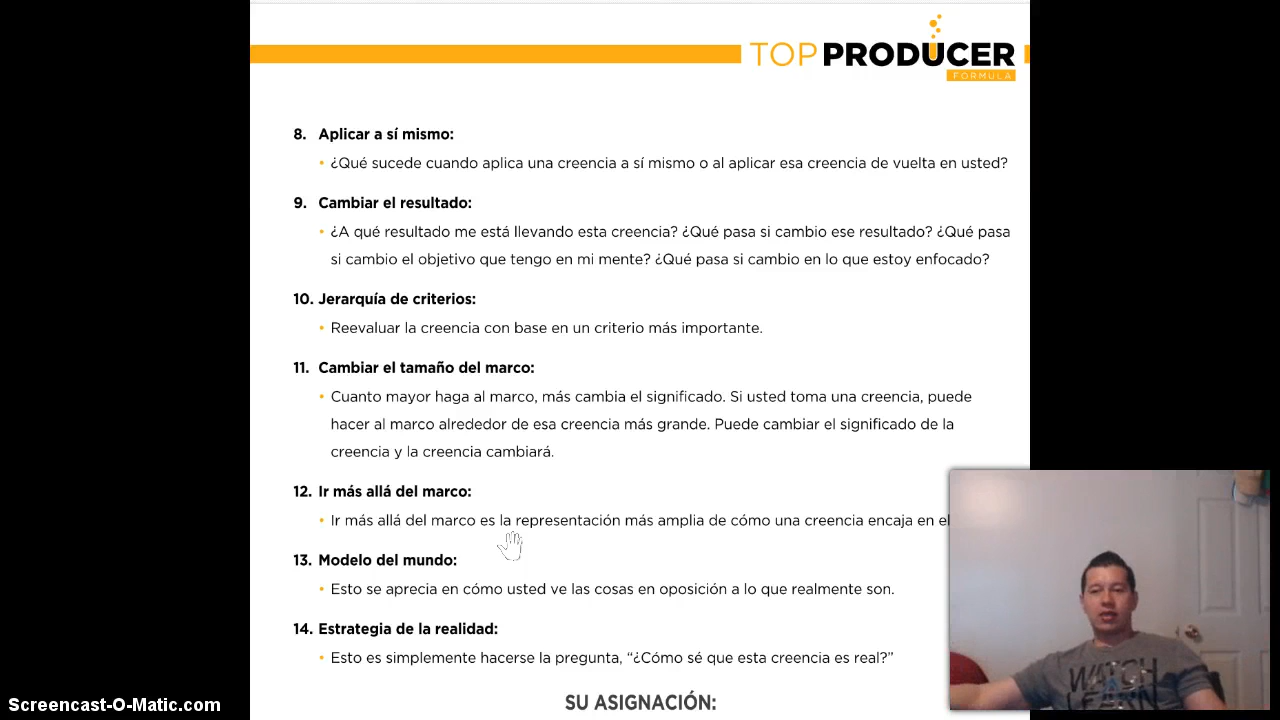 TOP PRODUCER
FORMULA
8. Aplicar a sí mismo:
• ¿Qué sucede cuando aplica una creencia a sí mismo o al aplicar esa creencia de vuelta en usted?
9. Cambiar el resultado:
• ¿A qué resultado me está llevando esta creencia? ¿Qué pasa si cambio ese resultado? ¿Qué pasa
si cambio el objetivo que tengo en mi mente? ¿Qué pasa si cambio en lo que estoy enfocado?
10. Jerarquía de criterios:
• Reevaluar la creencia con base en un criterio más importante.
11. Cambiar el tamaño del marco:
• Cuanto mayor haga al marco, más cambia el significado. Si usted toma una creencia, puede
hacer al marco alrededor de esa creencia más grande. Puede cambiar el significado de la
creencia y la creencia cambiará.
12. Ir más allá del marco:
• Ir más allá del marco es la representación más amplia de cómo una creencia encaja en el
13. Modelo del mundo:
• Esto se aprecia en cómo usted ve las cosas en oposición a lo que realmente son.
14. Estrategia de la realidad:
• Esto es simplemente hacerse la pregunta, “¿Cómo sé que esta creencia es real?”
SU ASIGNACIÓN:
WATCH
Screencast-O-Matic.com